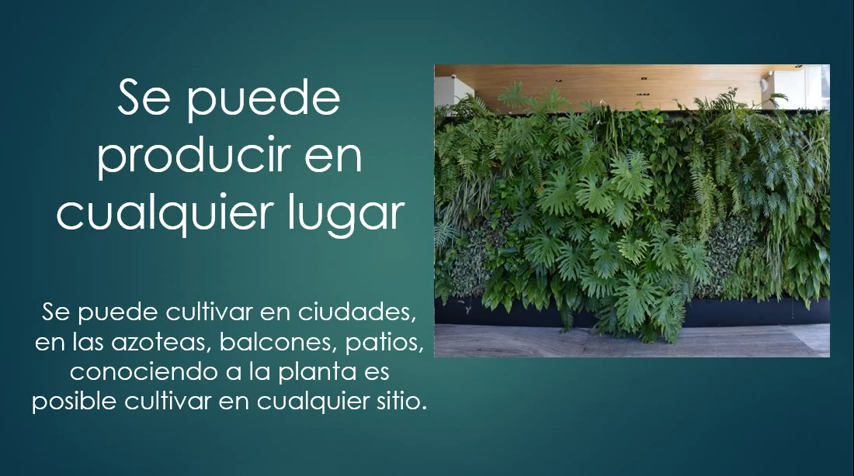 Se puede
producir en
cualquier lugar
Se puede cultivar en ciudades,
en las azoteas, balcones, patios,
conociendo a la planta es
posible cultivar en cualquier sitio.